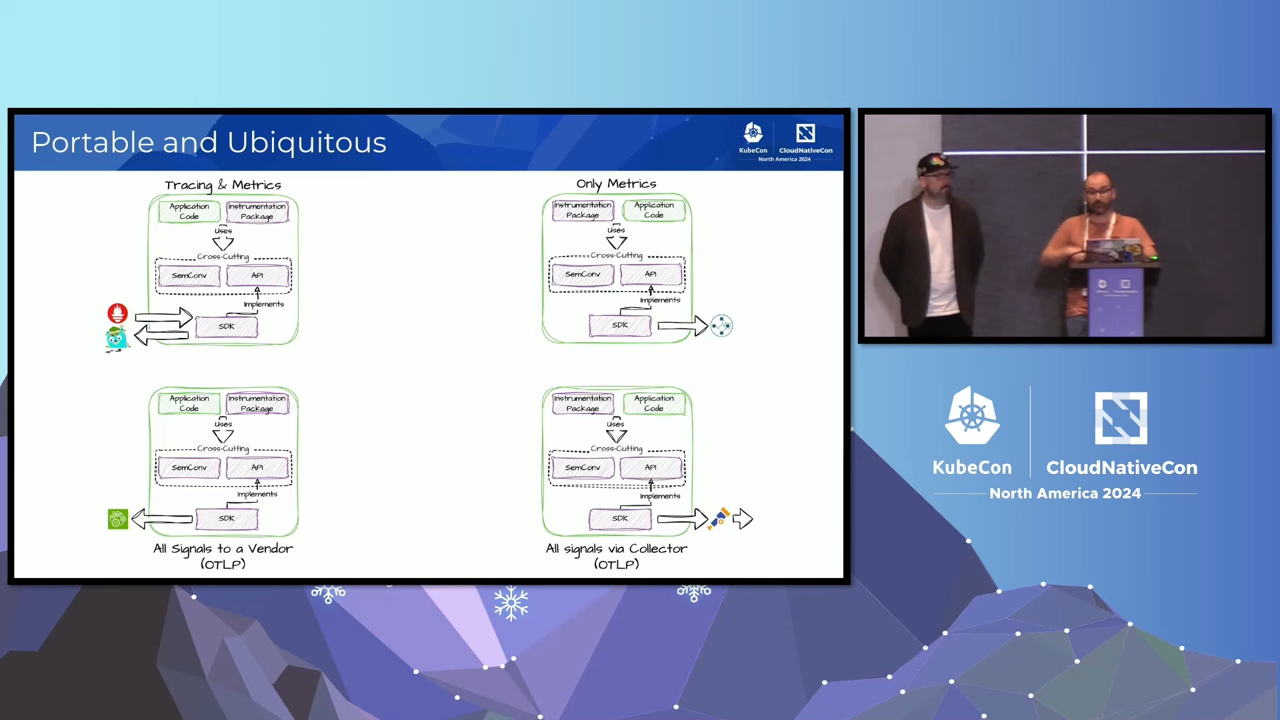 Portable and Ubiquitous
KubeCon
CloudNativeCon
North America 2024
Tracing & Metrics
Application
Code
Instrumentation
Package
Uses
Cross-Cutting
SemConv
API
Implements
SDK
Only Metrics
Instrumentation
Package
Application
Code
Uses
Cross-Cutting
SemConv
API
Implements
SDK
Application
Code
Instrumentation
Package
Uses
Cross-Cutting
SemConv
API
Implements
SDK
All Signals to a Vendor
(OTLP)
Instrumentation
Package
Application
Code
Uses
Cross-Cutting
SemConv
API
Implements
SDK
All signals via Collector
(OTLP)
KubeCon
CloudNativeCon
North America 2024